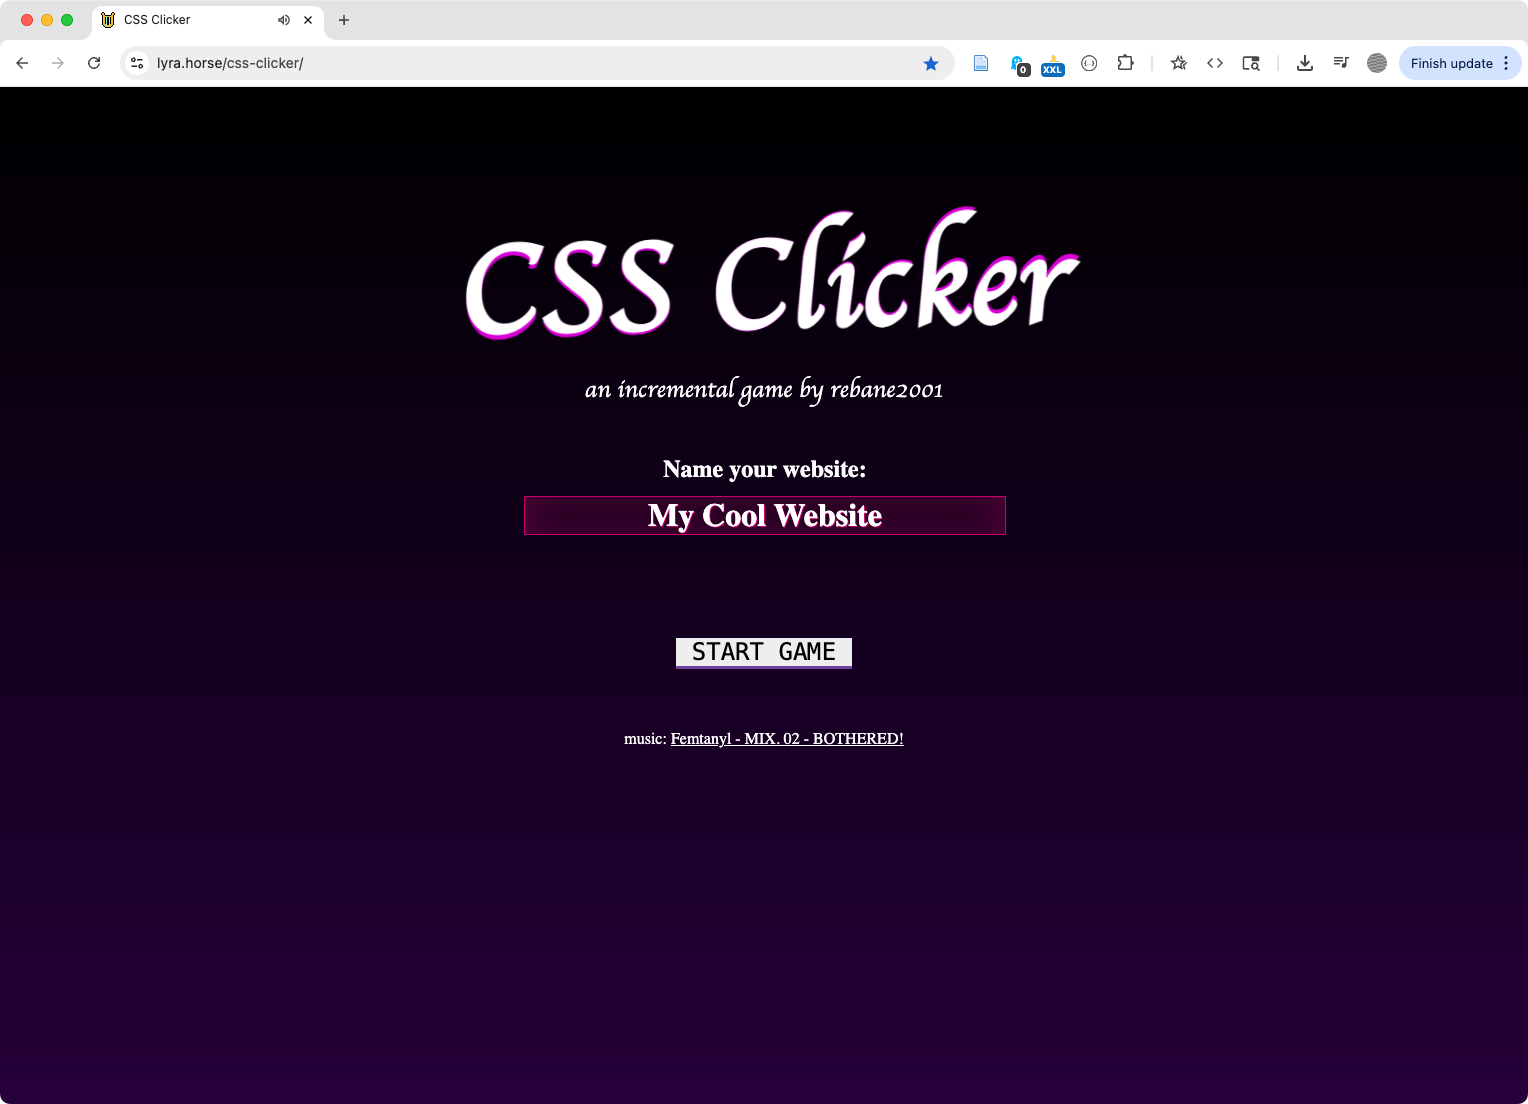 CSS Clicker
lyra.horse/css-clicker/
0
XXL
Finish update
CSS Clicker
an incremental game by rebane2001
Name your website:
My Cool Website
START GAME
music: Femtanyl - MIX. 02 - BOTHERED!